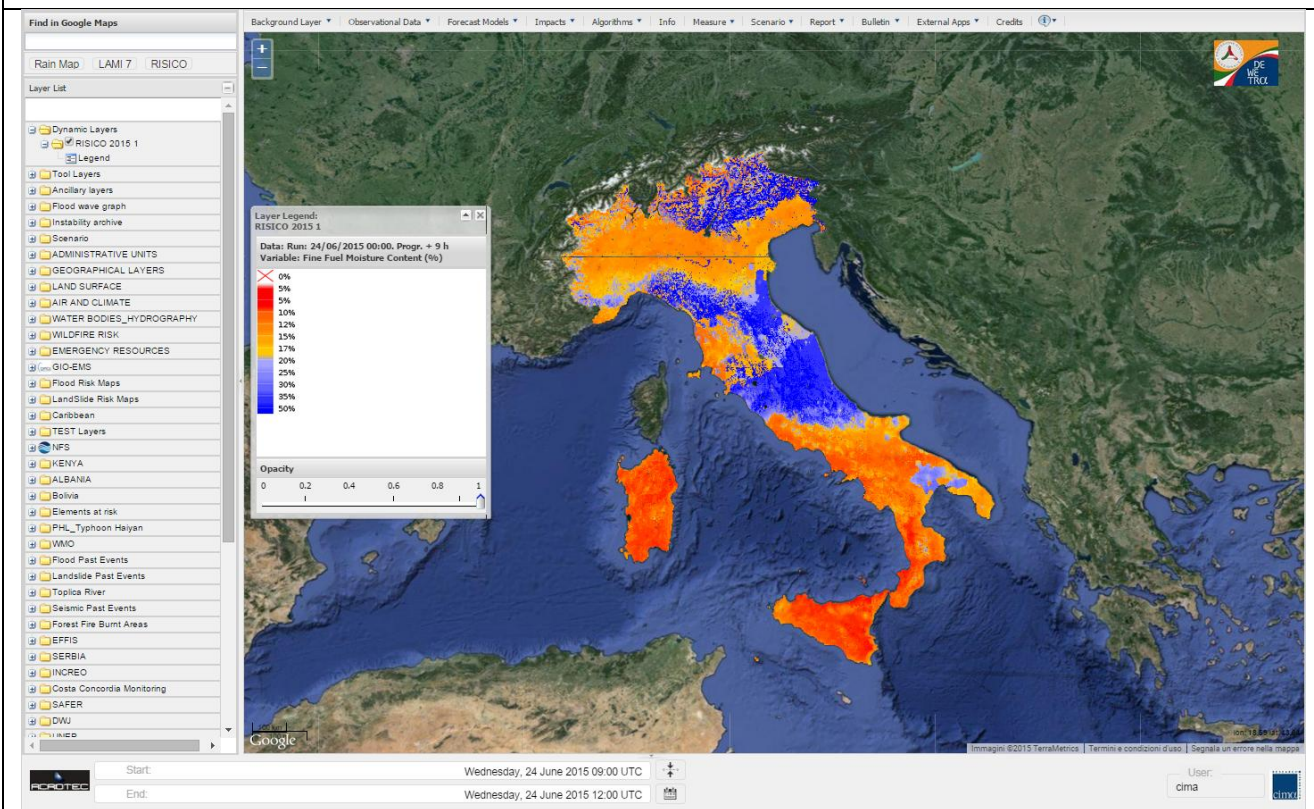 Find in Google Maps
Rain Map LAMI 7 RISICO
Layer List
Dynamic Layers
RISICO 2015 1
Legend
Tool Layers
Ancillary layers
Flood wave graph
Instability archive
Scenario
ADMINISTRATIVE UNITS
GEOGRAPHICAL LAYERS
LAND SURFACE
AIR AND CLIMATE
WATER BODIES_HYDROGRAPHY
WILDFIRE RISK
EMERGENCY RESOURCES
GIO-EMS
Flood Risk Maps
LandSlide Risk Maps
Caribbean
TEST Layers
NFS
KENYA
ALBANIA
Bolivia
Elements at risk
PHL_Typhoon Haiyan
WMO
Flood Past Events
Landslide Past Events
Toplica River
Seismic Past Events
Forest Fire Burnt Areas
EFFIS
SERBIA
INCREO
Costa Concordia Monitoring
SAFER
DWJ
Background Layer Observational Data Forecast Models Impacts Algorithms Info Measure Scenario Report Bulletin External Apps Credits
DE
WE
TRα
Layer Legend:
RISICO 2015 1
Data: Run: 24/06/2015 00:00. Progr. + 9 h
Variable: Fine Fuel Moisture Content (%)
0%
5%
5%
10%
12%
15%
17%
20%
25%
30%
35%
50%
Opacity
0 0.2 0.4 0.6 0.8 1
Google
Immagini ©2015 TerraMetrics Termini e condizioni d'uso Segnala un errore nella mappa
ACROTEC
Start: Wednesday, 24 June 2015 09:00 UTC
End: Wednesday, 24 June 2015 12:00 UTC
User:
cima
cima